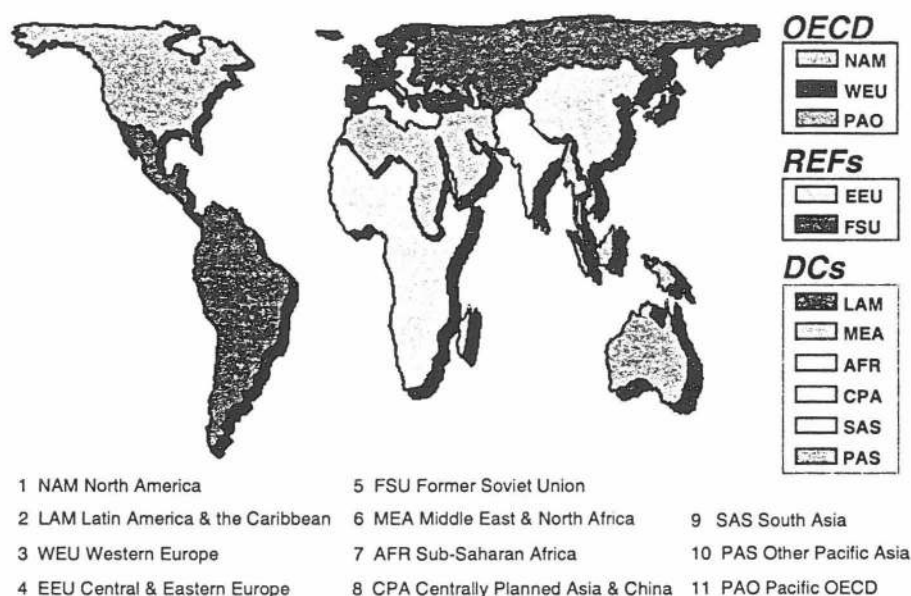 OECD
NAM
WEU
PAO
REFs
EEU
FSU
DCs
LAM
MEA
AFR
CPA
SAS
PAS
1 NAM North America
2 LAM Latin America & the Caribbean
3 WEU Western Europe
4 EEU Central & Eastern Europe
5 FSU Former Soviet Union
6 MEA Middle East & North Africa
7 AFR Sub-Saharan Africa
8 CPA Centrally Planned Asia & China
9 SAS South Asia
10 PAS Other Pacific Asia
11 PAO Pacific OECD